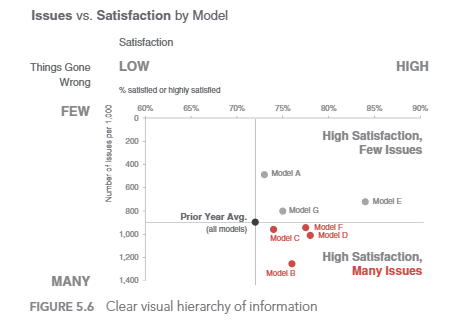 Issues vs. Satisfaction by Model
Satisfaction
Things Gone
Wrong
LOW
HIGH
% satisfied or highly satisfied
FEW
60%
65%
70%
75%
80%
85%
90%
Number of issues per 1,000
0
200
400
600
800
1,000
1,200
1,400
High Satisfaction,
Few Issues
Model A
Model E
Model G
Prior Year Avg.
(all models)
Model F
Model C
Model D
Model B
High Satisfaction,
Many Issues
MANY
FIGURE 5.6 Clear visual hierarchy of information